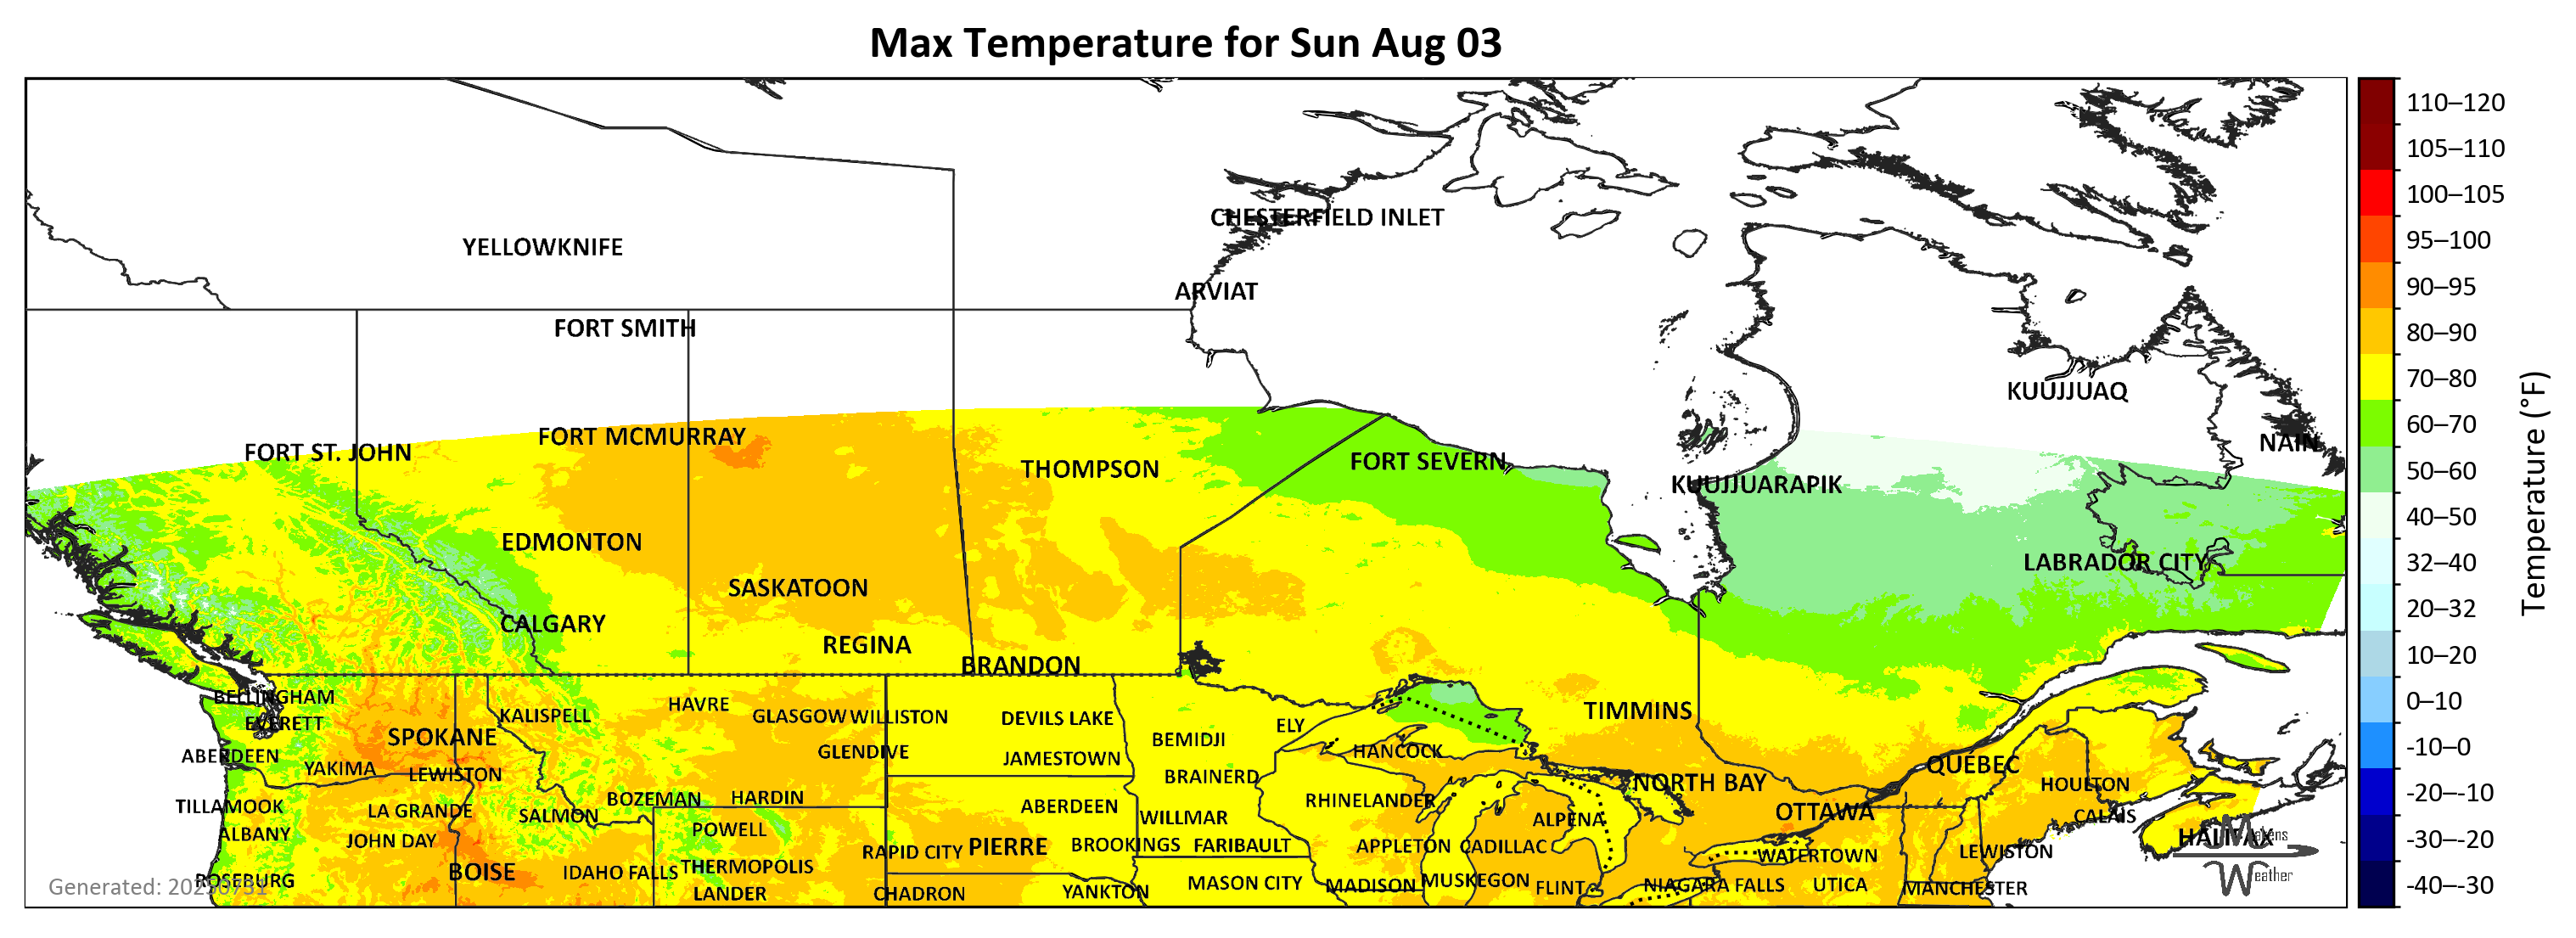 Max Temperature for Sun Aug 03
CHESTERFIELD INLET
YELLOWKNIFE
ARVIAT
FORT SMITH
KUUJJUAQ
FORT MCMURRAY
NAIN
FORT ST. JOHN
FORT SEVERN
THOMPSON
KUUJJUARAPIK
EDMONTON
LABRADOR CITY
SASKATOON
CALGARY
REGINA
BRANDON
BELLINGHAM
HAVRE
TIMMINS
KALISPELL
GLASGOW WILLISTON
DEVILS LAKE
EVERETT
ELY
SPOKANE
BEMIDJI
GLENDIVE
HANCOCK
ABERDEEN
JAMESTOWN
QUÉBEC
YAKIMA
LEWISTON
BRAINERD
NORTH BAY
HOULTON
BOZEMAN
HARDIN
RHINELANDER
TILLAMOOK
LA GRANDE
ABERDEEN
SALMON
WILLMAR
OTTAWA
CALAIS
ALPENA
POWELL
ALBANY
HALIFAX
Makens
JOHN DAY
RAPID CITY
PIERRE
BROOKINGS
FARIBAULT
APPLETON
CADILLAC
WATERTOWN
LEWISTON
THERMOPOLIS
BOISE
IDAHO FALLS
Weather
ROSEBURG
Generated: 20250731
MUSKEGON
MASON CITY
MADISON
FLINT
NIAGARA FALLS
UTICA
MANCHESTER
LANDER
CHADRON
YANKTON
110–120
105–110
100–105
95–100
90–95
80–90
70–80
60–70
50–60
40–50
32–40
20–32
10–20
0–10
-10–0
-20–-10
-30–-20
-40–-30
Temperature (°F)